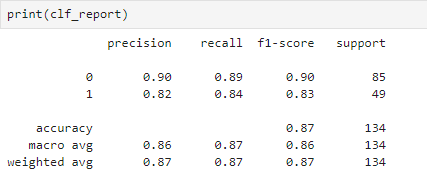 print(clf_report)
precision recall f1-score support
0 0.90 0.89 0.90 85
1 0.82 0.84 0.83 49
accuracy 0.87 134
macro avg 0.86 0.87 0.86 134
weighted avg 0.87 0.87 0.87 134